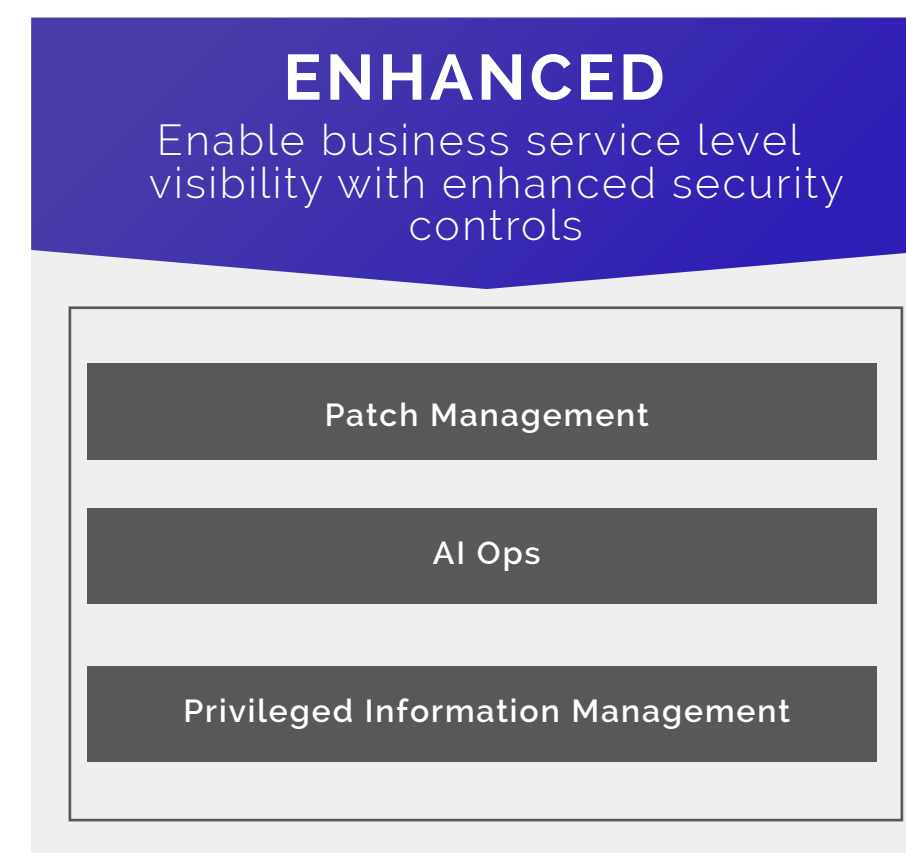 ENHANCED
Enable business service level
visibility with enhanced security
controls
Patch Management
AI Ops
Privileged Information Management